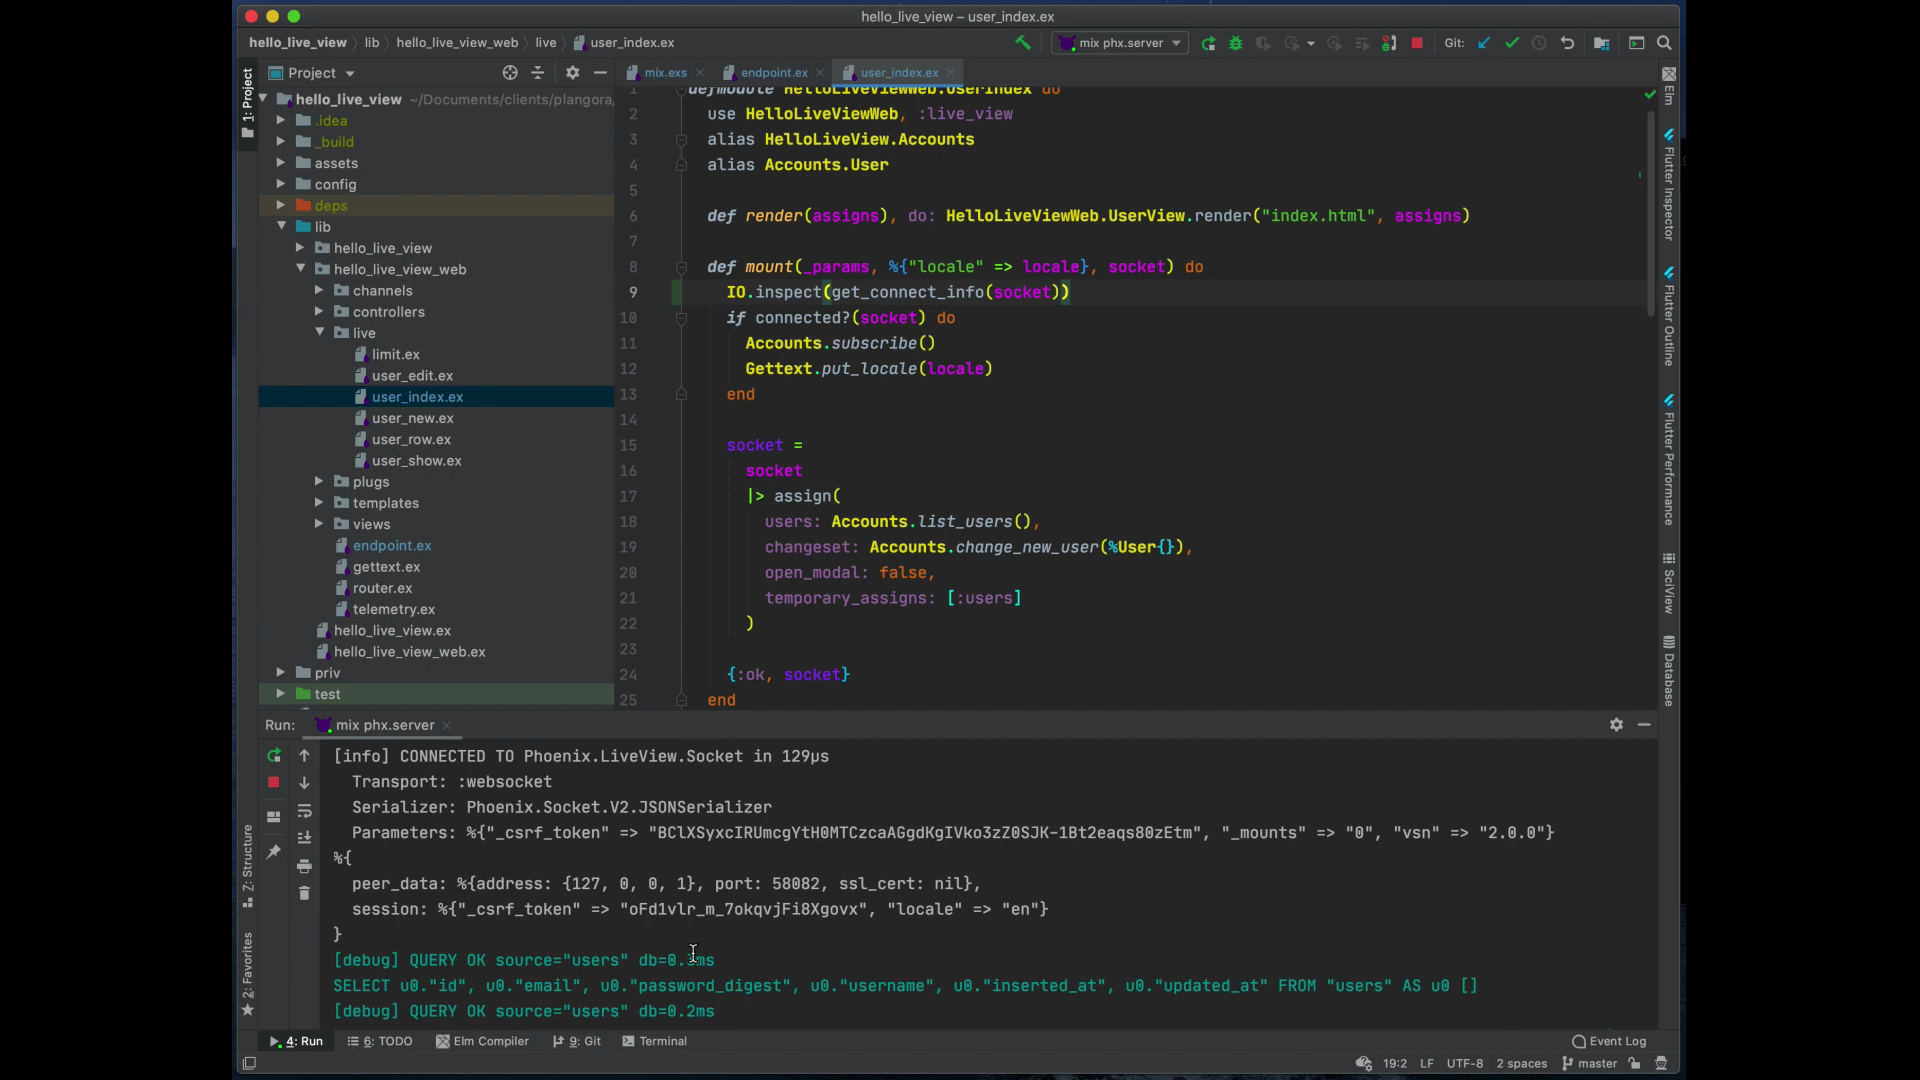 hello_live_view – user_index.ex
hello_live_view lib hello_live_view_web live user_index.ex
mix phx.server
Git:
1: Project
Project
mix.exs endpoint.ex user_index.ex
hello_live_view ~/Documents/clients/plangora,
.idea
_build
assets
config
deps
lib
hello_live_view
hello_live_view_web
channels
controllers
live
limit.ex
user_edit.ex
user_index.ex
user_new.ex
user_row.ex
user_show.ex
plugs
templates
views
endpoint.ex
gettext.ex
router.ex
telemetry.ex
hello_live_view.ex
hello_live_view_web.ex
priv
test
1 defmodule HelloLiveViewWeb.UserIndex do
2 use HelloLiveViewWeb, :live_view
3 alias HelloLiveView.Accounts
4 alias Accounts.User
5
6 def render(assigns), do: HelloLiveViewWeb.UserView.render("index.html", assigns)
7
8 def mount(_params, %{"locale" => locale}, socket) do
9 IO.inspect(get_connect_info(socket))
10 if connected?(socket) do
11 Accounts.subscribe()
12 Gettext.put_locale(locale)
13 end
14
15 socket =
16 socket
17 |> assign(
18 users: Accounts.list_users(),
19 changeset: Accounts.change_new_user(%User{}),
20 open_modal: false,
21 temporary_assigns: [:users]
22 )
23
24 {:ok, socket}
25 end
Elm
Flutter Inspector
Flutter Outline
Flutter Performance
SciView
Database
Run: mix phx.server
[info] CONNECTED TO Phoenix.LiveView.Socket in 129µs
Transport: :websocket
Serializer: Phoenix.Socket.V2.JSONSerializer
Parameters: %{"_csrf_token" => "BClXSyxcIRUmcgYtH0MTCzcaAGgdKgIVko3zZ0SJK-1Bt2eaqs80zEtm", "_mounts" => "0", "vsn" => "2.0.0"}
%{
peer_data: %{address: {127, 0, 0, 1}, port: 58082, ssl_cert: nil},
session: %{"_csrf_token" => "oFd1vlr_m_7okqvjFi8Xgovx", "locale" => "en"}
}
[debug] QUERY OK source="users"
SELECT u0."id", u0."email", u0."password_digest", u0."username", u0."inserted_at", u0."updated_at" FROM "users" AS u0 []
[debug] QUERY OK source="users" db=0.2ms
Z: Structure
2: Favorites
4: Run 6: TODO Elm Compiler 9: Git Terminal Event Log
19:2 LF UTF-8 2 spaces master